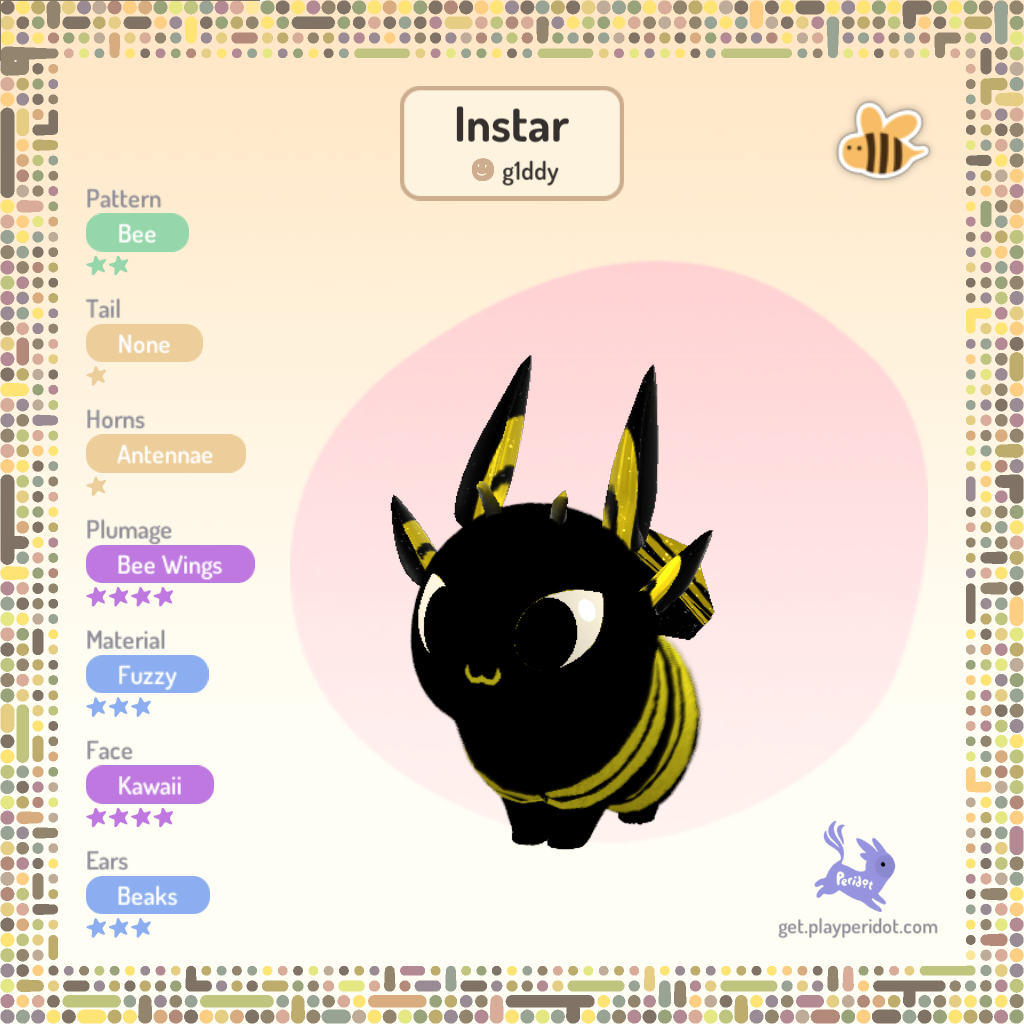 Instar
g1ddy
Pattern
Bee
Tail
None
Horns
Antennae
Plumage
Bee Wings
Material
Fuzzy
Face
Kawaii
Ears
Beaks
Peridot
get.playperidot.com